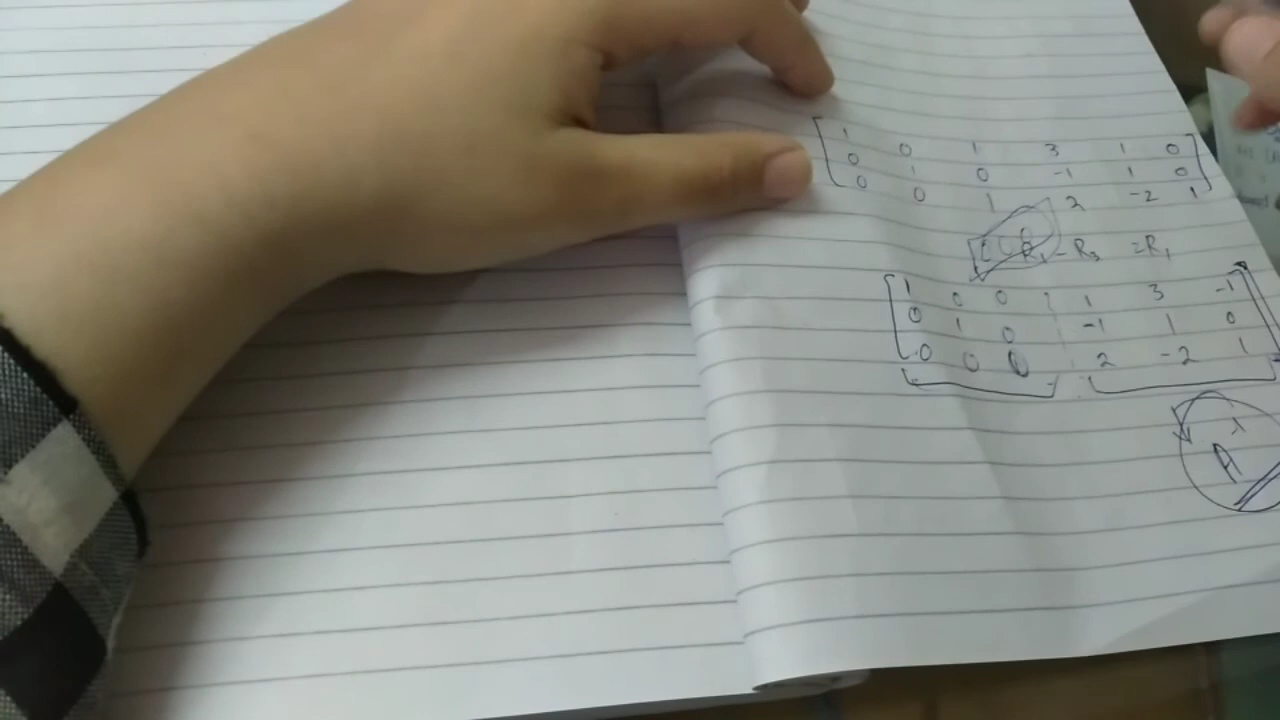 1 0 1 3 1 0
0 1 0 -1 1 0
0 0 1 2 -2 1
R₁ - R₃ = R₁
1 0 0 1 3 -1
0 1 0 -1 1 0
0 0 2 -2 1
A